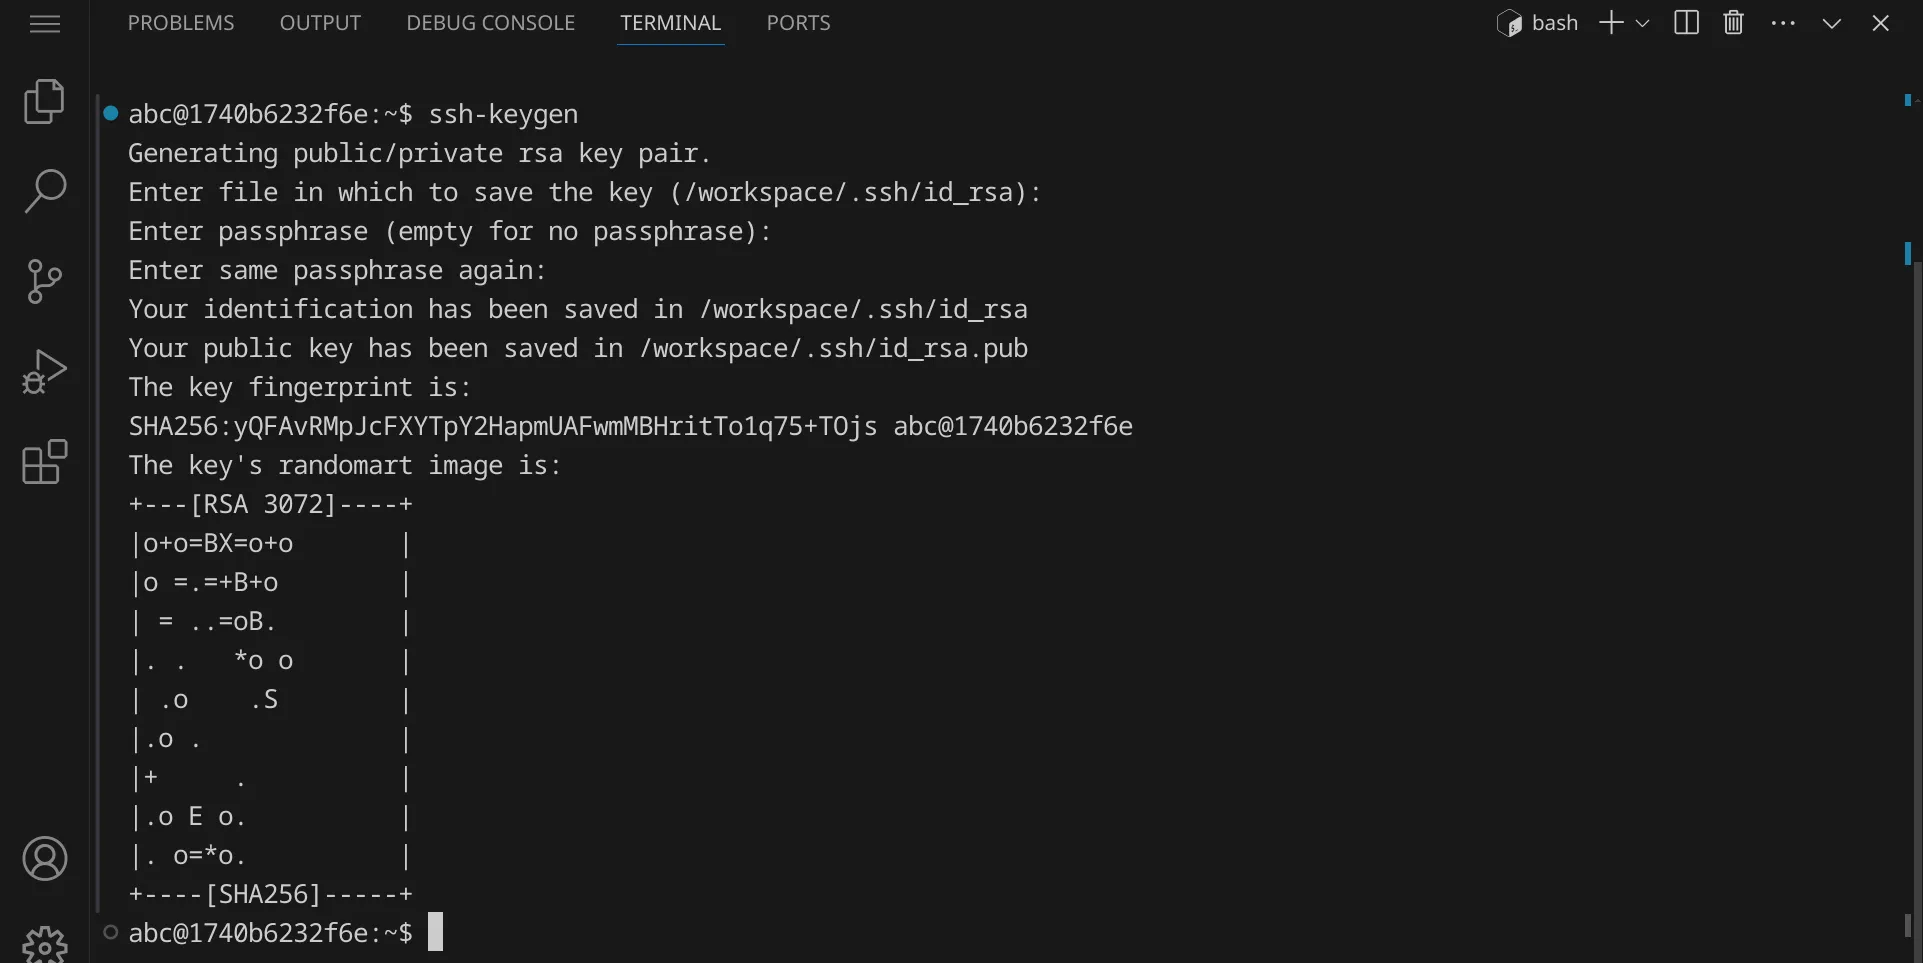 PROBLEMS OUTPUT DEBUG CONSOLE TERMINAL PORTS bash
abc@1740b6232f6e:~$ ssh-keygen
Generating public/private rsa key pair.
Enter file in which to save the key (/workspace/.ssh/id_rsa):
Enter passphrase (empty for no passphrase):
Enter same passphrase again:
Your identification has been saved in /workspace/.ssh/id_rsa
Your public key has been saved in /workspace/.ssh/id_rsa.pub
The key fingerprint is:
SHA256:yQFAvRMpJcFXYTpY2HapmUAFwmMBHritTo1q75+TOjs abc@1740b6232f6e
The key's randomart image is:
+---[RSA 3072]----+
|o+o=BX=o+o       |
|o =.=+B+o        |
| = ..=oB.        |
|. .   *o o       |
| .o    .S        |
|.o .             |
|+     .          |
|.o E o.          |
|. o=*o.          |
+----[SHA256]-----+
abc@1740b6232f6e:~$